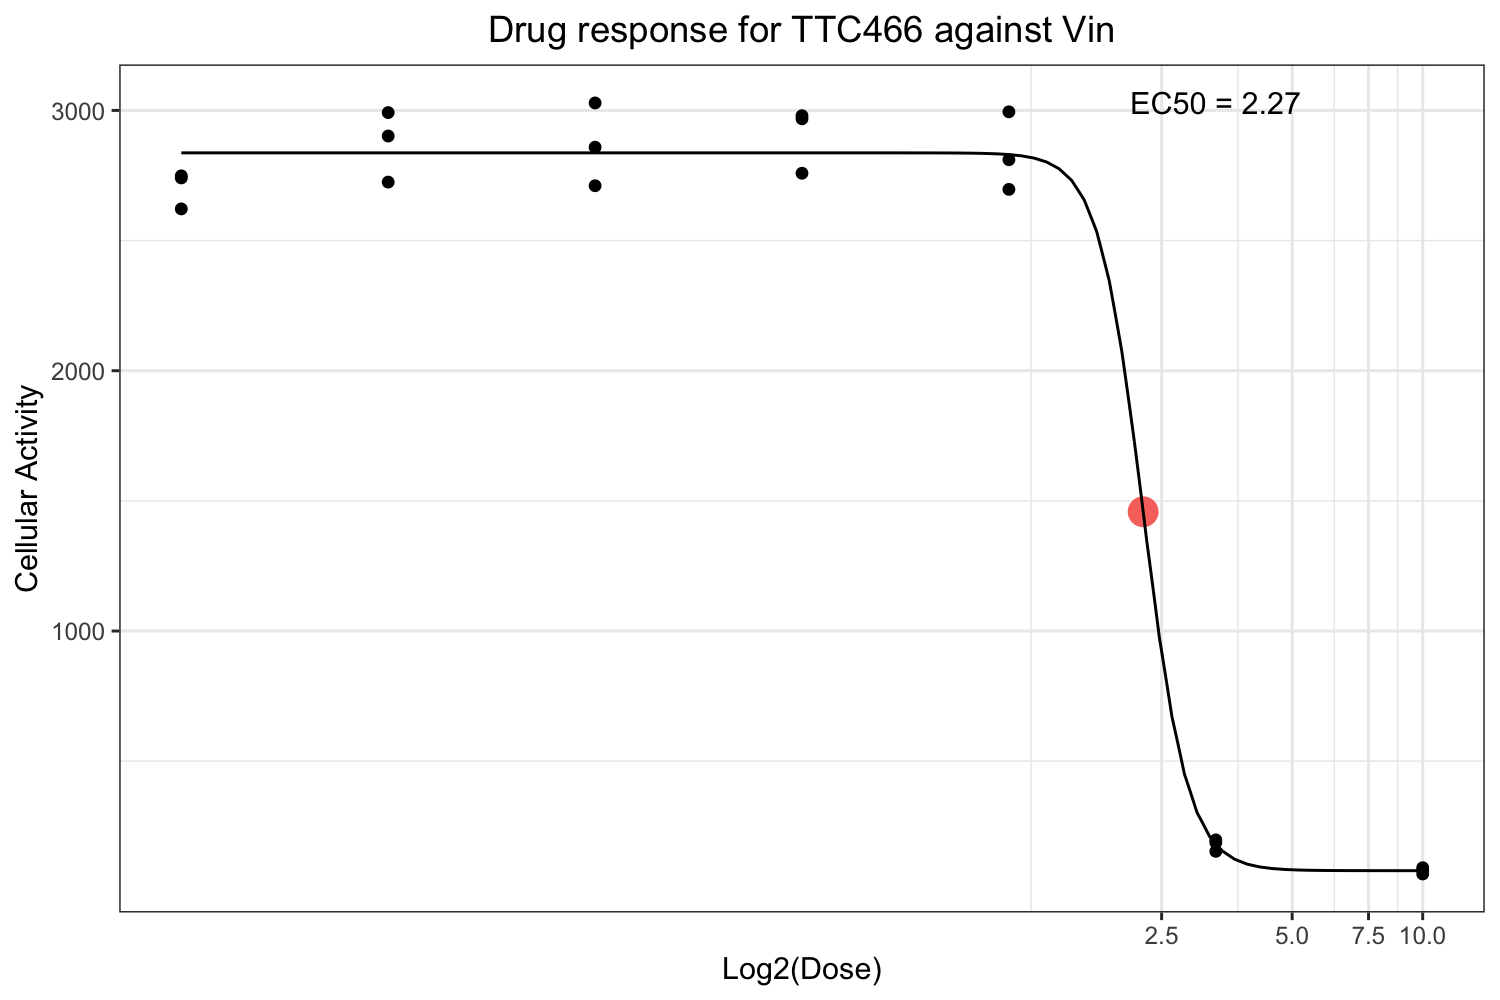 Drug response for TTC466 against Vin
EC50 = 2.27
3000
2000
1000
Cellular Activity
2.5 5.0 7.5 10.0
Log2(Dose)